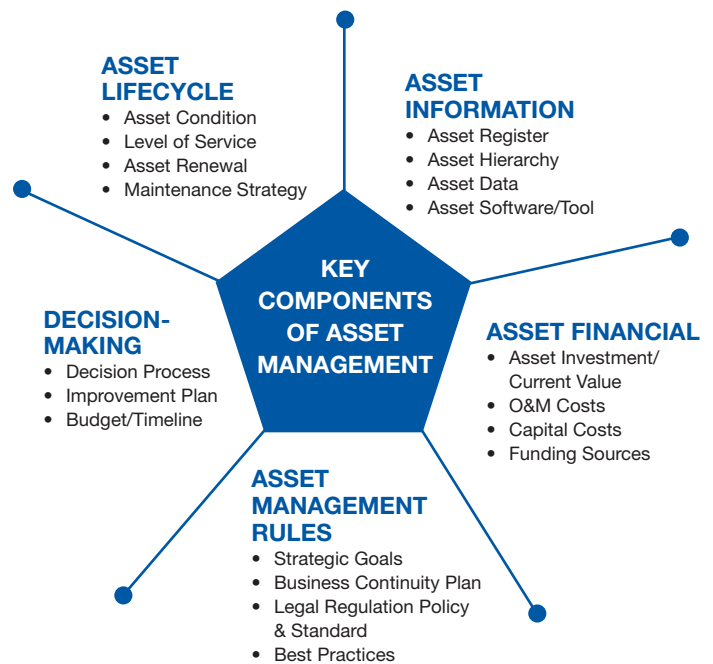 ASSET
LIFECYCLE
• Asset Condition
• Level of Service
• Asset Renewal
• Maintenance Strategy
ASSET
INFORMATION
• Asset Register
• Asset Hierarchy
• Asset Data
• Asset Software/Tool
KEY
COMPONENTS
OF ASSET
MANAGEMENT
DECISION-
MAKING
• Decision Process
• Improvement Plan
• Budget/Timeline
ASSET FINANCIAL
• Asset Investment/
Current Value
• O&M Costs
• Capital Costs
• Funding Sources
ASSET
MANAGEMENT
RULES
• Strategic Goals
• Business Continuity Plan
• Legal Regulation Policy
& Standard
• Best Practices